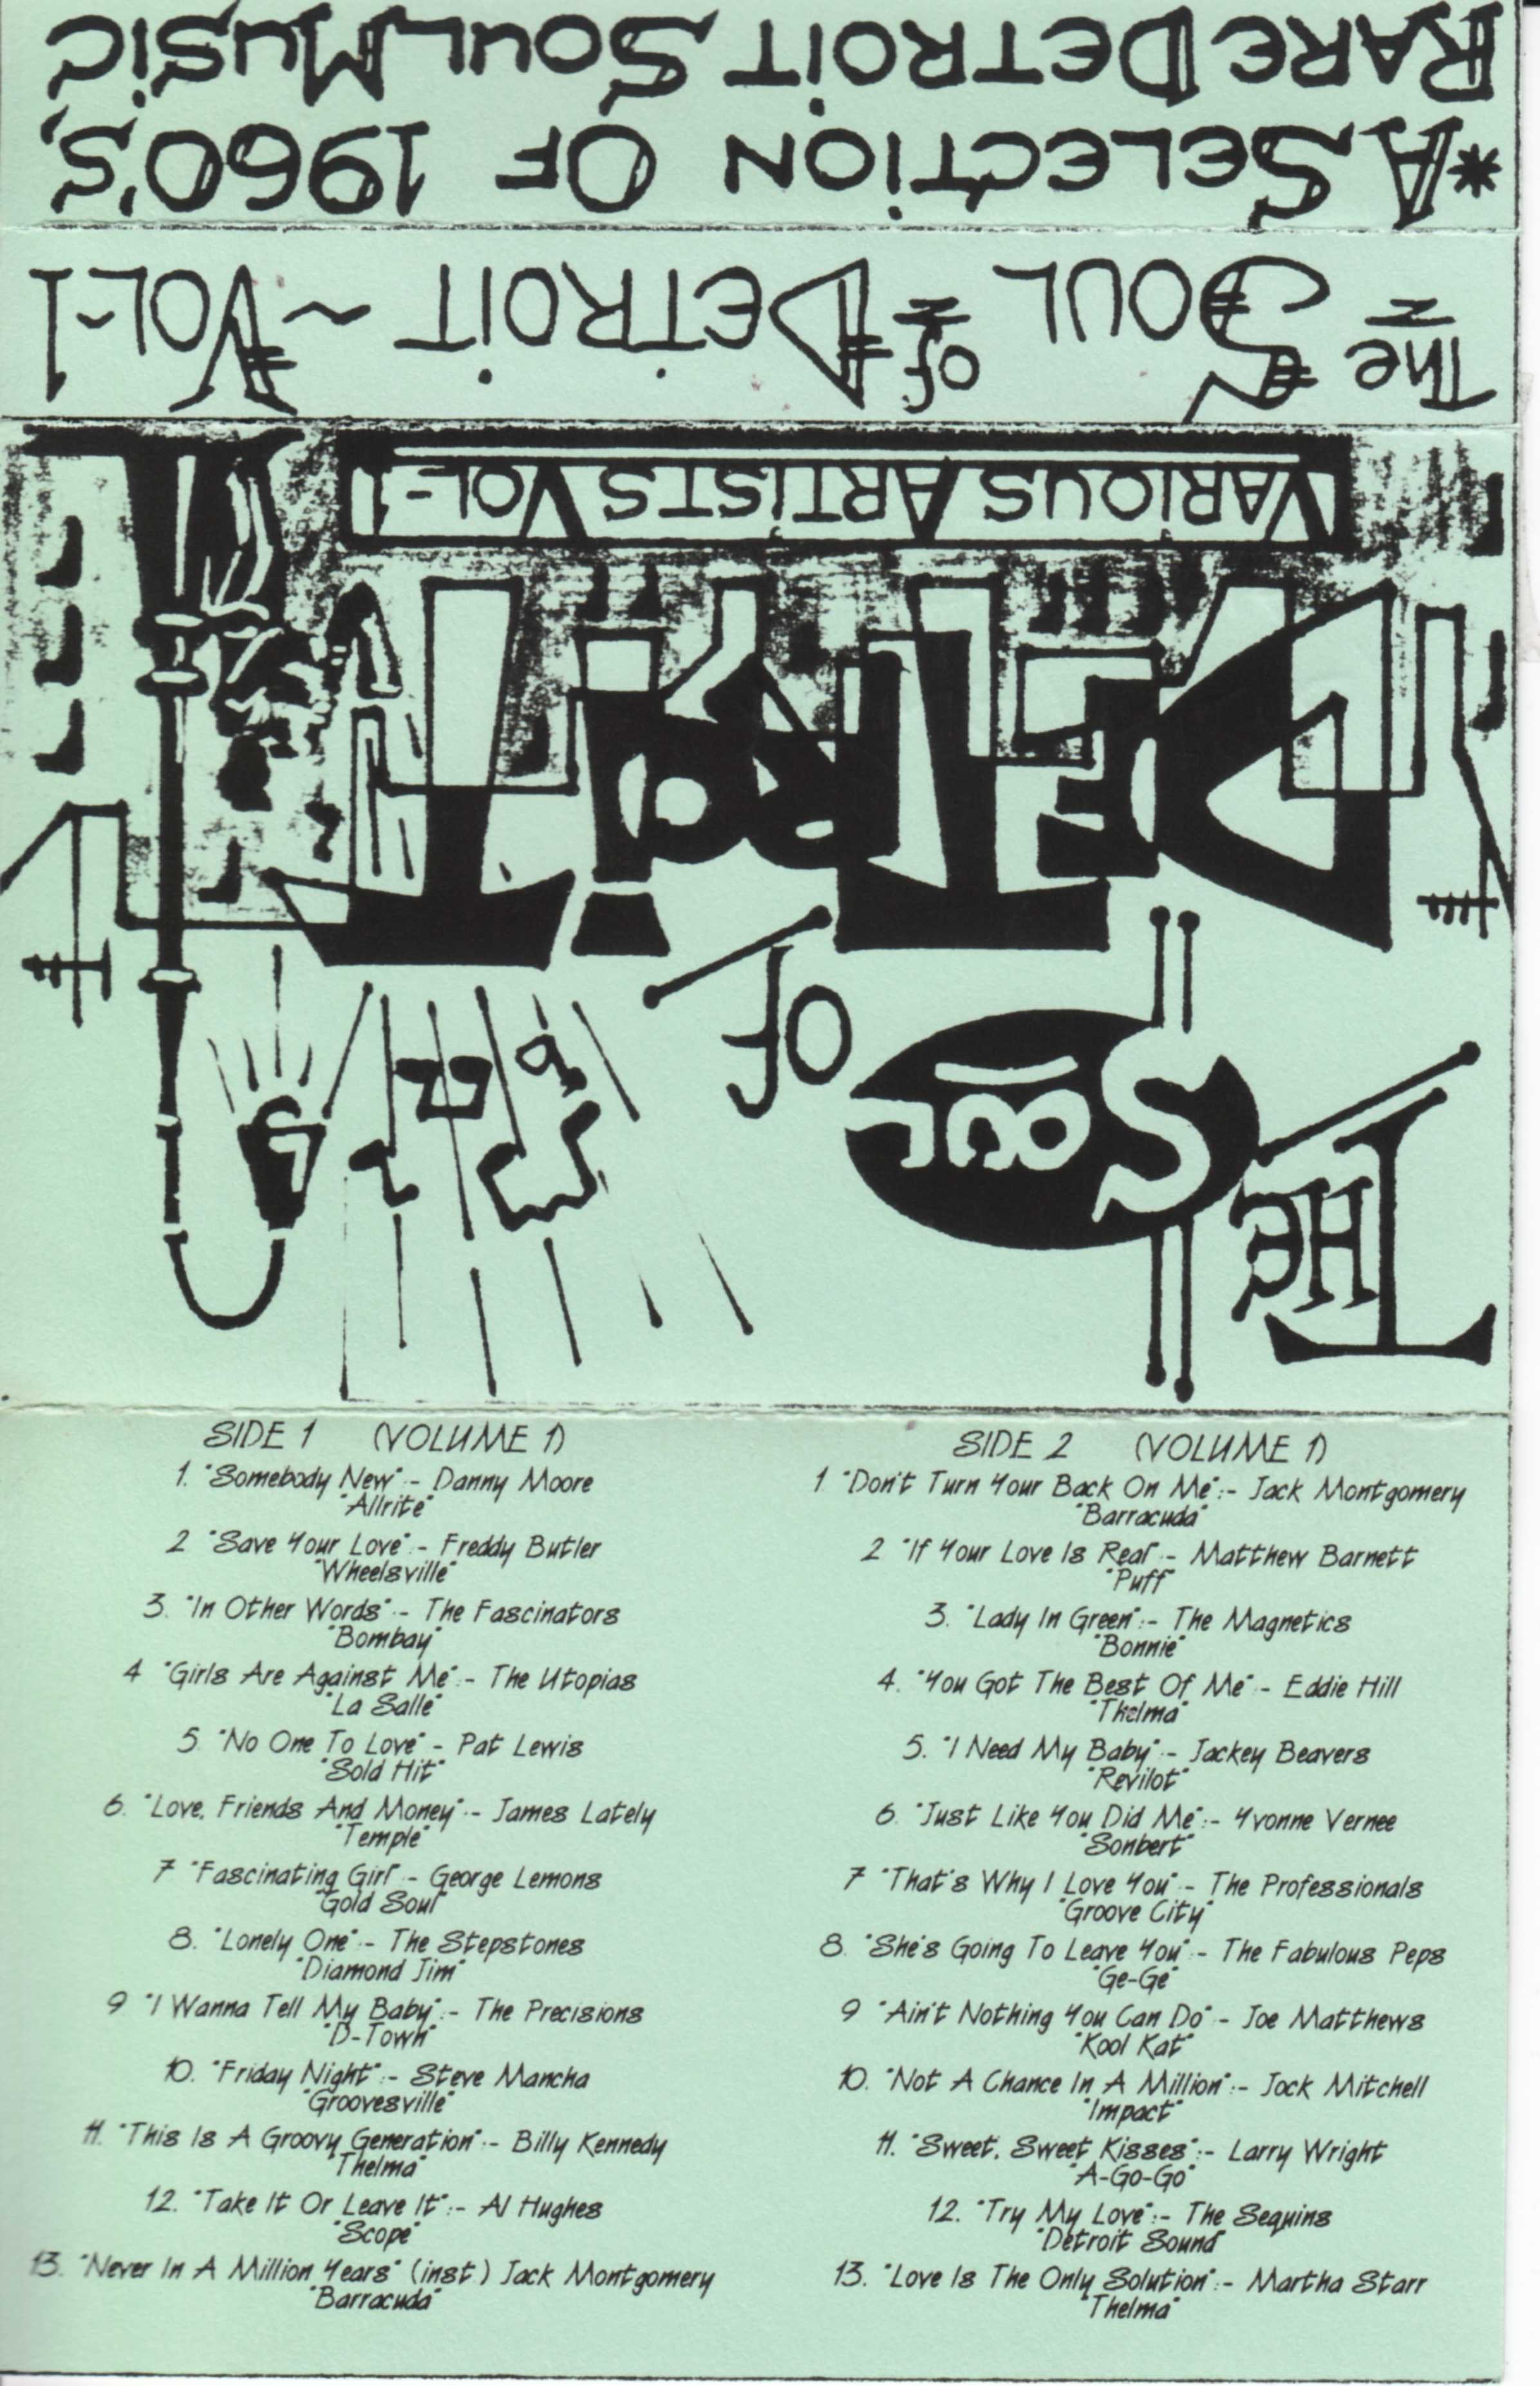 *A SELECTION OF 1960'S,
RARE DETROIT SOUL MUSIC
The SOUL of DETROIT ~ VOL-1
THE SOUL OF
DETROIT
VARIOUS ARTISTS VOL-1
SIDE 1 (VOLUME 1)
1. "Somebody New" - Danny Moore
"Allrite"
2 "Save Your Love" - Freddy Butler
"Wheelsville"
3. "In Other Words" - The Fascinators
"Bombay"
4 "Girls Are Against Me" - The Utopias
"La Salle"
5 "No One To Love" - Pat Lewis
"Sold Hit"
6. "Love, Friends And Money" - James Lately
"Temple"
7 "Fascinating Girl" - George Lemons
"Gold Soul"
8. "Lonely One" - The Stepstones
"Diamond Jim"
9 "I Wanna Tell My Baby" - The Precisions
"D-Town"
10. "Friday Night" - Steve Mancha
"Groovesville"
11. "This Is A Groovy Generation" - Billy Kennedy
"Thelma"
12. "Take It Or Leave It" - Al Hughes
"Scope"
13. "Never In A Million Years" (inst) Jack Montgomery
"Barracuda"
SIDE 2 (VOLUME 1)
1 "Don't Turn Your Back On Me" - Jack Montgomery
"Barracuda"
2 "If Your Love Is Real" - Matthew Barnett
"Puff"
3. "Lady In Green" - The Magnetics
"Bonnie"
4. "You Got The Best Of Me" - Eddie Hill
"Thelma"
5. "I Need My Baby" - Jackey Beavers
"Revilot"
6. "Just Like You Did Me" - Yvonne Vernee
"Sonbert"
7 "That's Why I Love You" - The Professionals
"Groove City"
8. "She's Going To Leave You" - The Fabulous Peps
"Ge-Ge"
9 "Ain't Nothing You Can Do" - Joe Matthews
"Kool Kat"
10. "Not A Chance In A Million" - Jock Mitchell
"Impact"
11. "Sweet, Sweet Kisses" - Larry Wright
"A-Go-Go"
12. "Try My Love" - The Sequins
"Detroit Sound"
13. "Love Is The Only Solution" - Martha Starr
"Thelma"